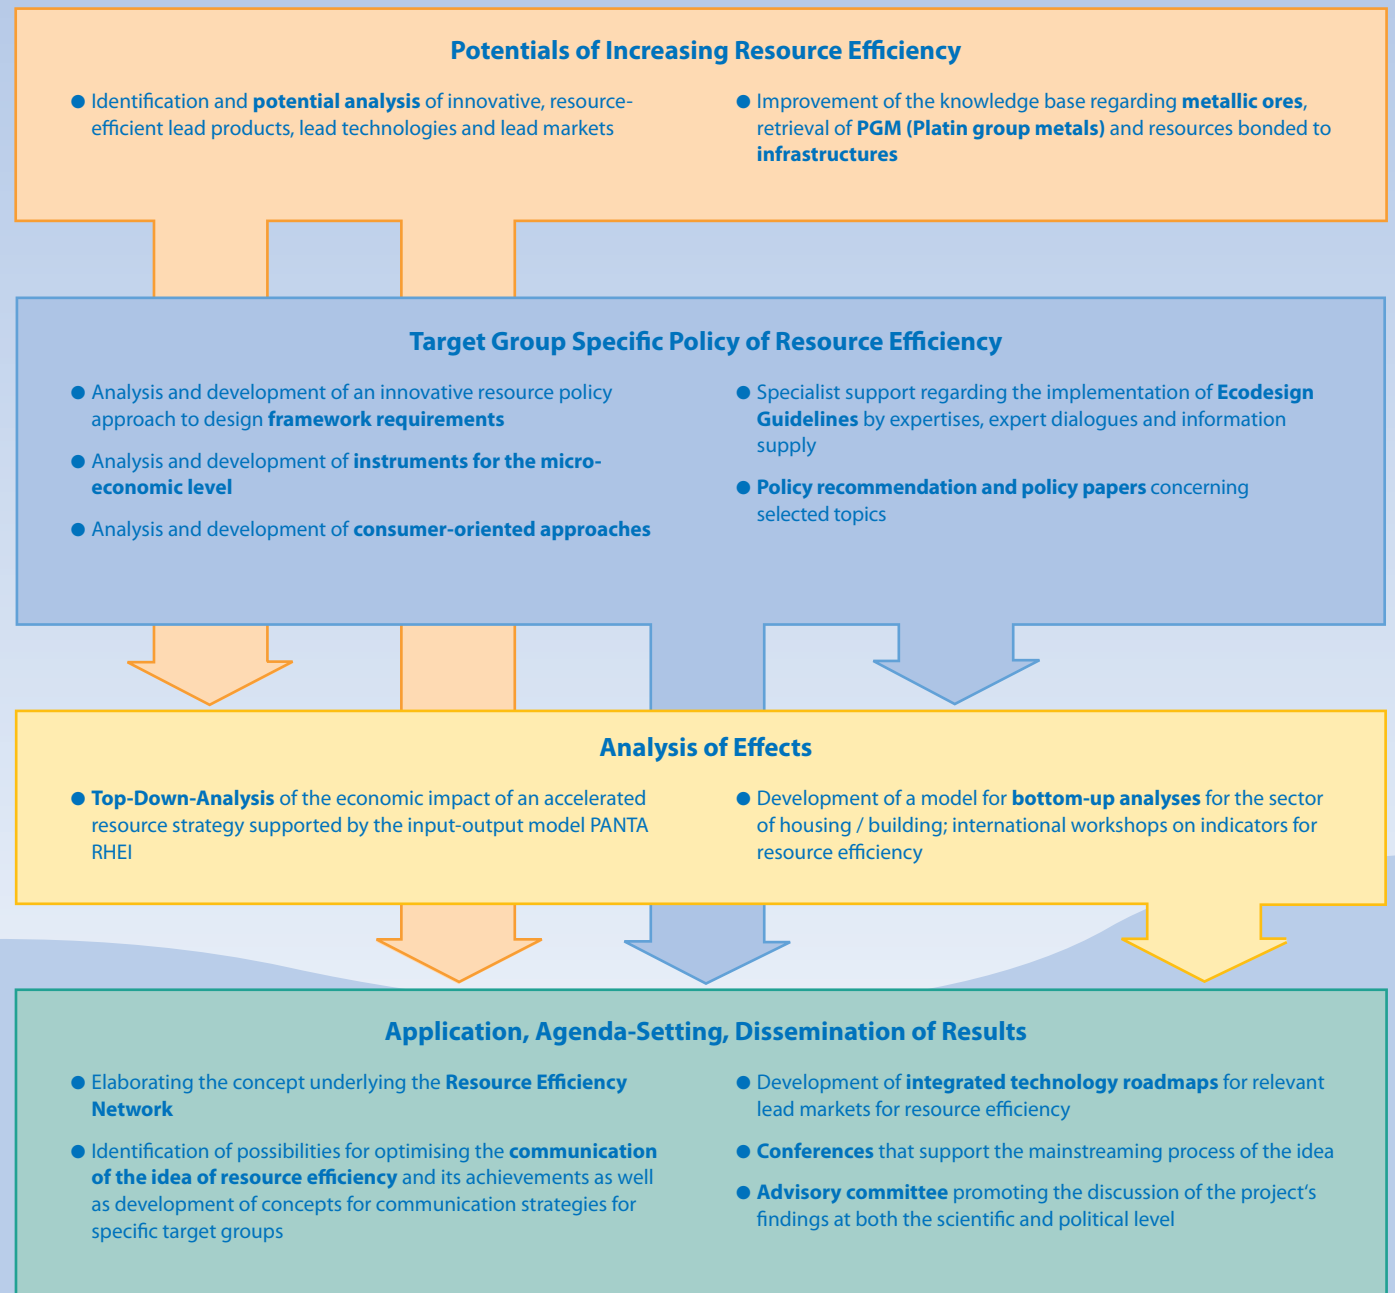 Potentials of Increasing Resource Efficiency
● Identification and potential analysis of innovative, resource-
efficient lead products, lead technologies and lead markets
● Improvement of the knowledge base regarding metallic ores,
retrieval of PGM (Platin group metals) and resources bonded to
infrastructures
Target Group Specific Policy of Resource Efficiency
● Analysis and development of an innovative resource policy
approach to design framework requirements
● Analysis and development of instruments for the micro-
economic level
● Analysis and development of consumer-oriented approaches
● Specialist support regarding the implementation of Ecodesign
Guidelines by expertises, expert dialogues and information
supply
● Policy recommendation and policy papers concerning
selected topics
Analysis of Effects
● Top-Down-Analysis of the economic impact of an accelerated
resource strategy supported by the input-output model PANTA
RHEI
● Development of a model for bottom-up analyses for the sector
of housing / building; international workshops on indicators for
resource efficiency
Application, Agenda-Setting, Dissemination of Results
● Elaborating the concept underlying the Resource Efficiency
Network
● Identification of possibilities for optimising the communication
of the idea of resource efficiency and its achievements as well
as development of concepts for communication strategies for
specific target groups
● Development of integrated technology roadmaps for relevant
lead markets for resource efficiency
● Conferences that support the mainstreaming process of the idea
● Advisory committee promoting the discussion of the project's
findings at both the scientific and political level